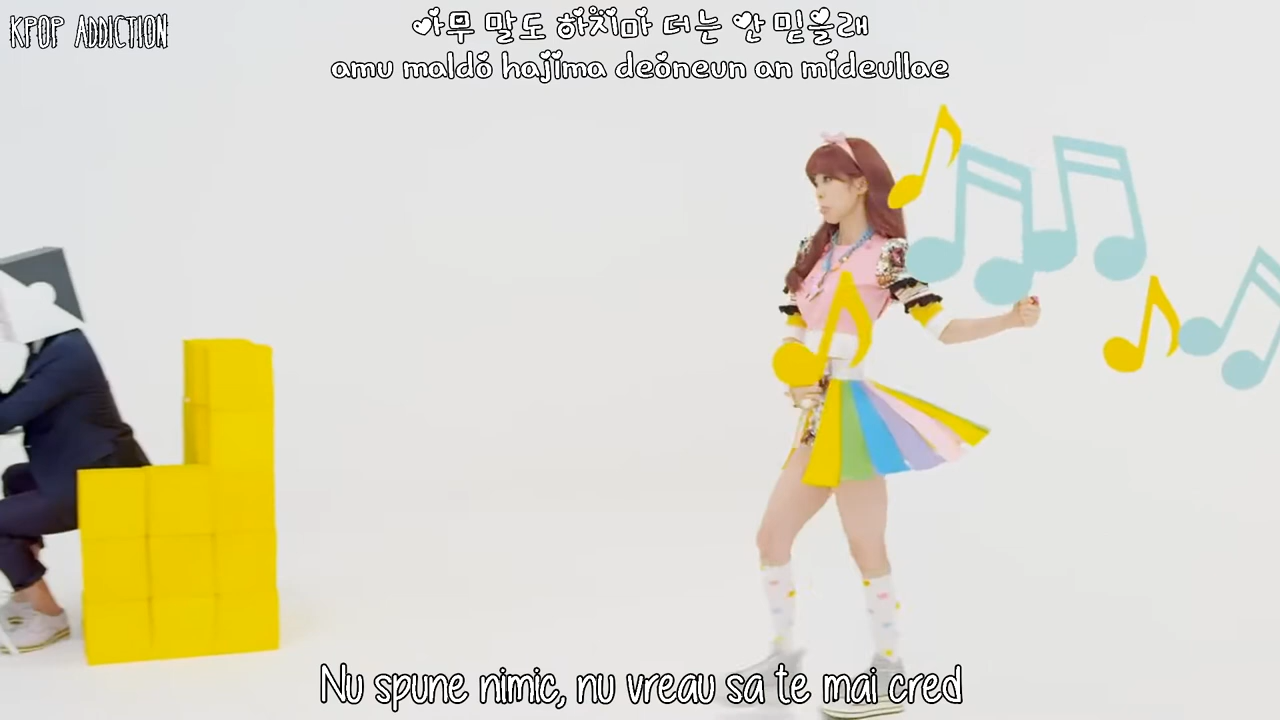 KPOP ADDICTION
아무 말도 하지마 더는 안 믿을래
amu maldo hajima deoneun an mideullae
Nu spune nimic, nu vreau sa te mai cred